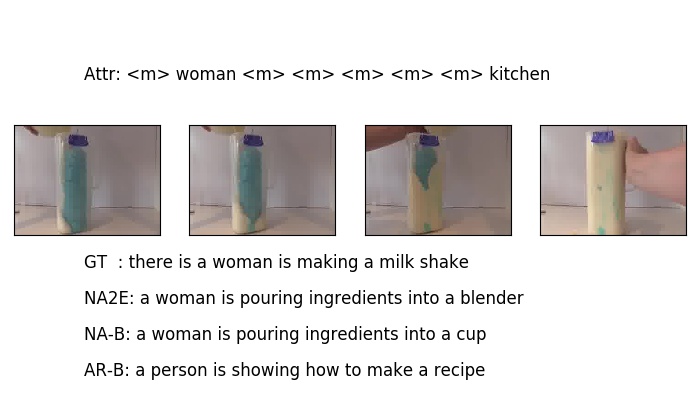 Attr: <m> woman <m> <m> <m> <m> <m> kitchen
GT : there is a woman is making a milk shake
NA2E: a woman is pouring ingredients into a blender
NA-B: a woman is pouring ingredients into a cup
AR-B: a person is showing how to make a recipe